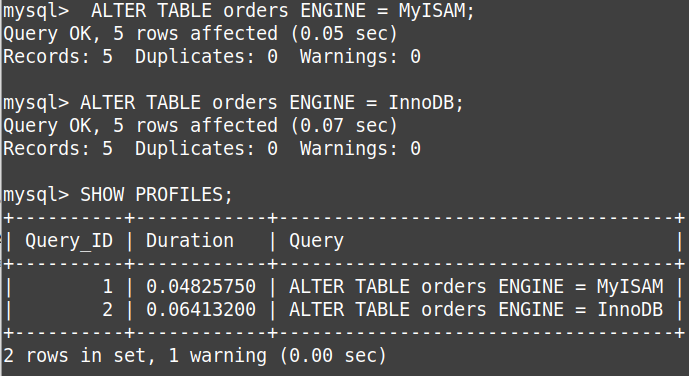 mysql>  ALTER TABLE orders ENGINE = MyISAM;
Query OK, 5 rows affected (0.05 sec)
Records: 5  Duplicates: 0  Warnings: 0

mysql> ALTER TABLE orders ENGINE = InnoDB;
Query OK, 5 rows affected (0.07 sec)
Records: 5  Duplicates: 0  Warnings: 0

mysql> SHOW PROFILES;
+----------+------------+------------------------------------+
| Query_ID | Duration   | Query                              |
+----------+------------+------------------------------------+
|        1 | 0.04825750 | ALTER TABLE orders ENGINE = MyISAM |
|        2 | 0.06413200 | ALTER TABLE orders ENGINE = InnoDB |
+----------+------------+------------------------------------+
2 rows in set, 1 warning (0.00 sec)